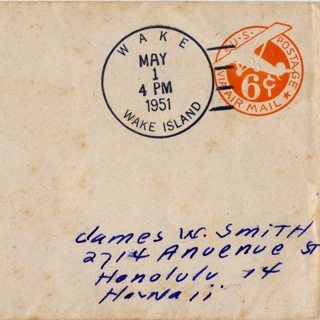 WAKE
MAY
1
4 PM
1951
WAKE ISLAND
U.S. POSTAGE
6¢
VIA AIR MAIL
James W. Smith
2714 Anuenue St
Honolulu 14
Hawaii